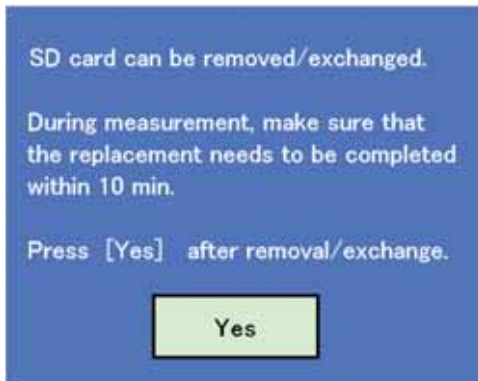 SD card can be removed/exchanged.
During measurement, make sure that
the replacement needs to be completed
within 10 min.
Press [Yes] after removal/exchange.
Yes